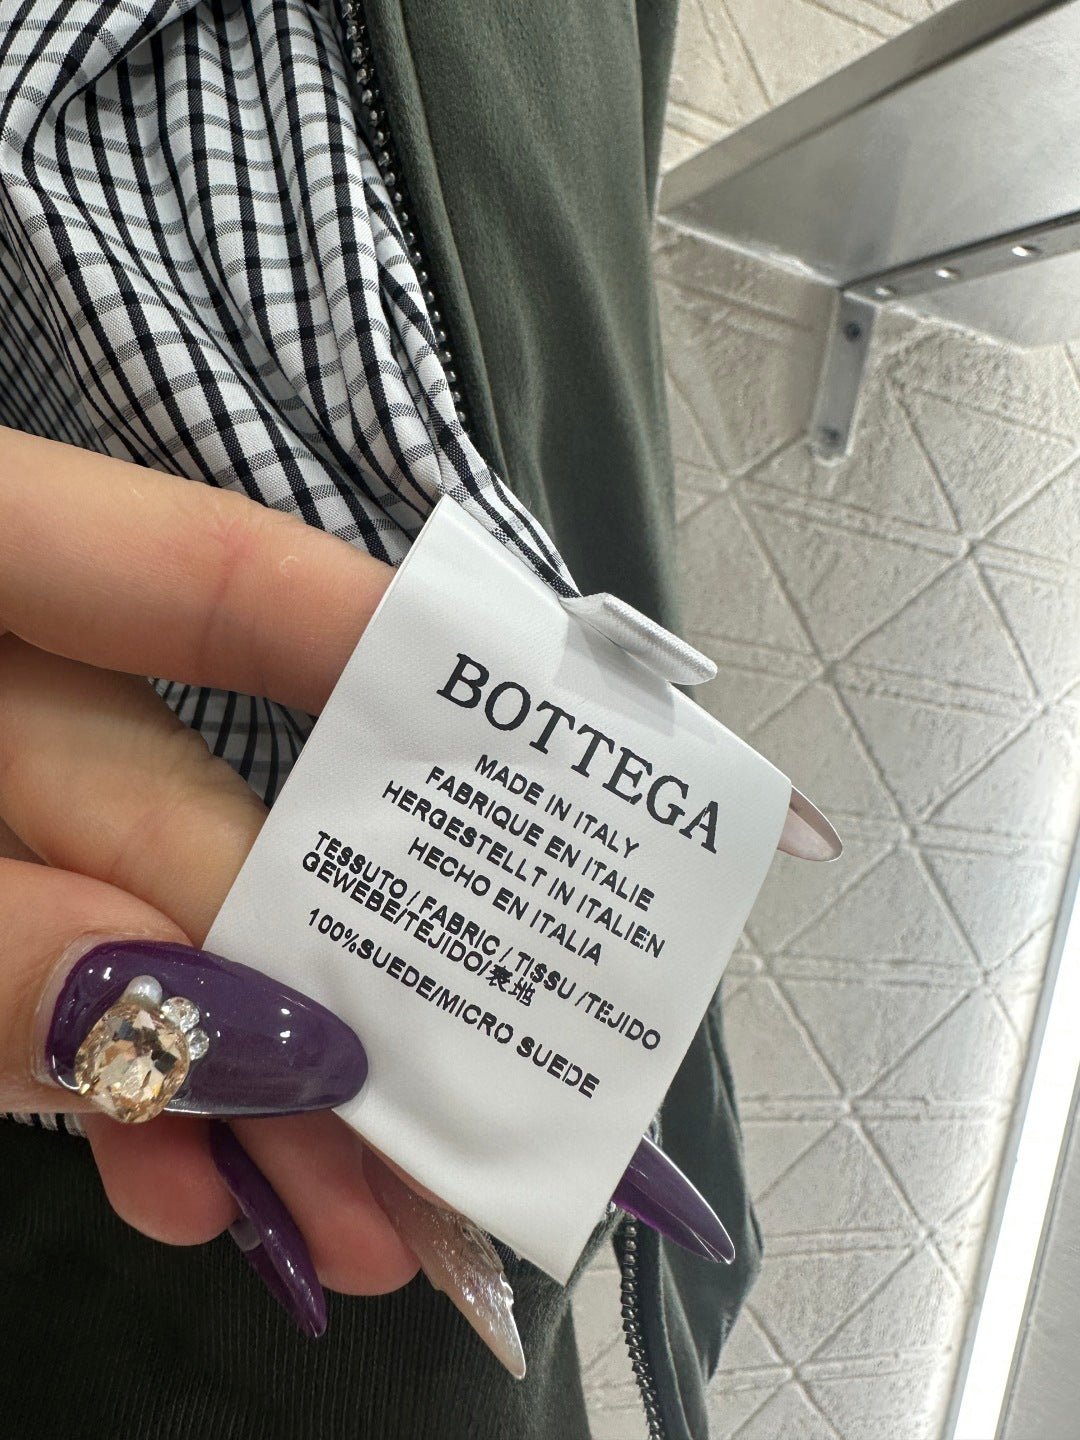 BOTTEGA
MADE IN ITALY
FABRIQUE EN ITALIE
HERGESTELLT IN ITALIEN
HECHO EN ITALIA
TESSUTO / FABRIC / TISSU /TEJIDO
GEWEBE/TEJIDO/表地
100%SUEDE/MICRO SUEDE